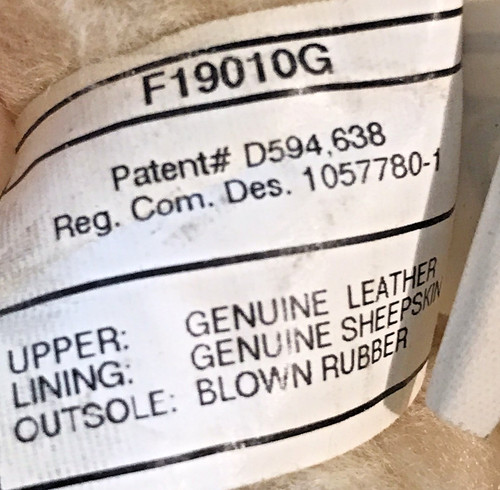 F19010G
Patent# D594,638
Reg. Com. Des. 1057780-1
UPPER: GENUINE LEATHER
LINING: GENUINE SHEEPSKIN
OUTSOLE: BLOWN RUBBER